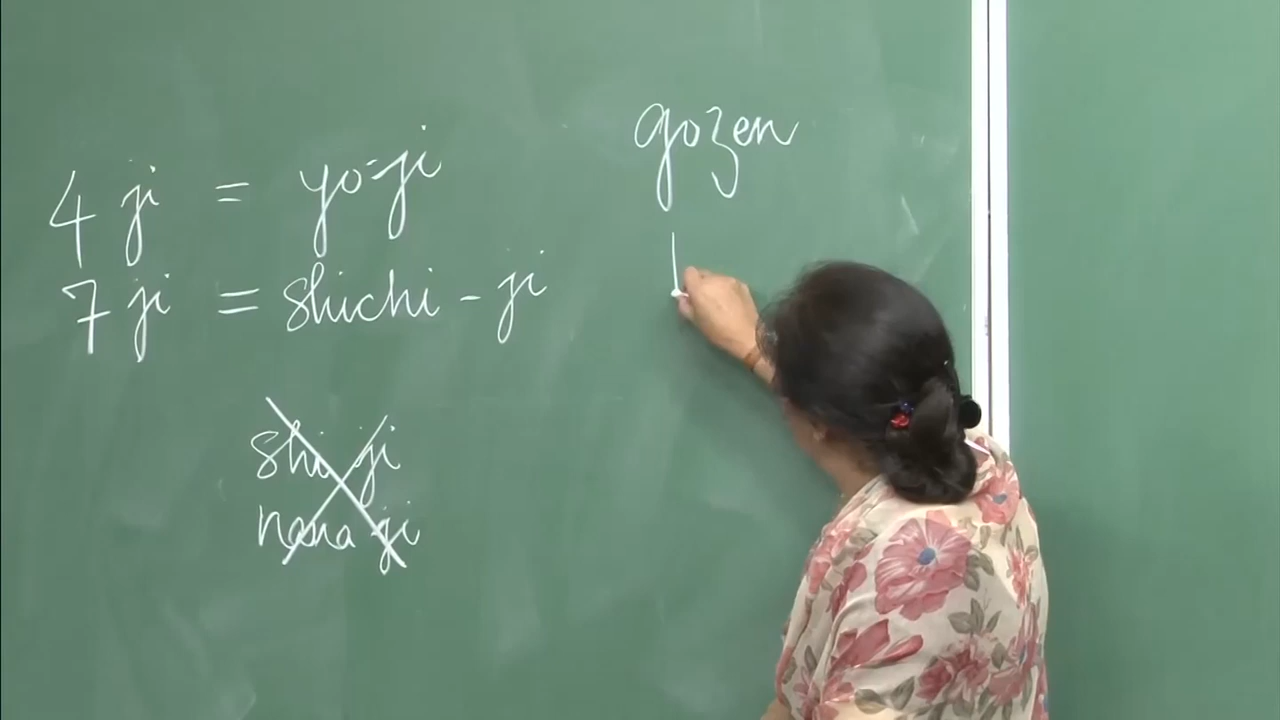 4 ji = yo-ji
7 ji = shichi - ji
shi ji
nana ji
gozen